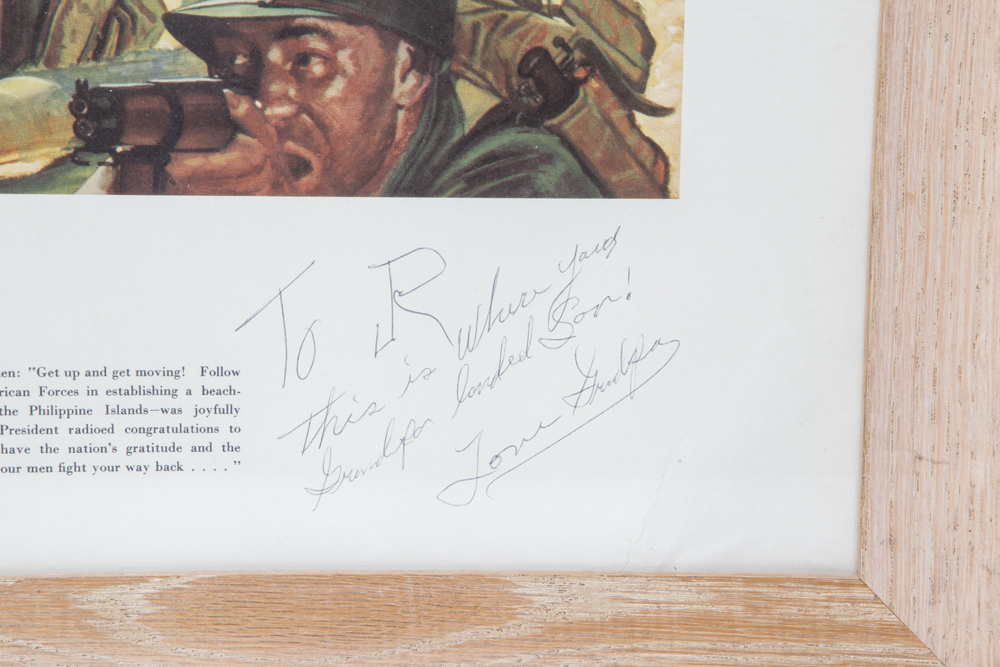 en: "Get up and get moving! Follow
rican Forces in establishing a beach-
the Philippine Islands—was joyfully
President radioed congratulations to
have the nation's gratitude and the
our men fight your way back . . . ."
To R
this is where your
Grandpa landed Son!
Love Grandpa